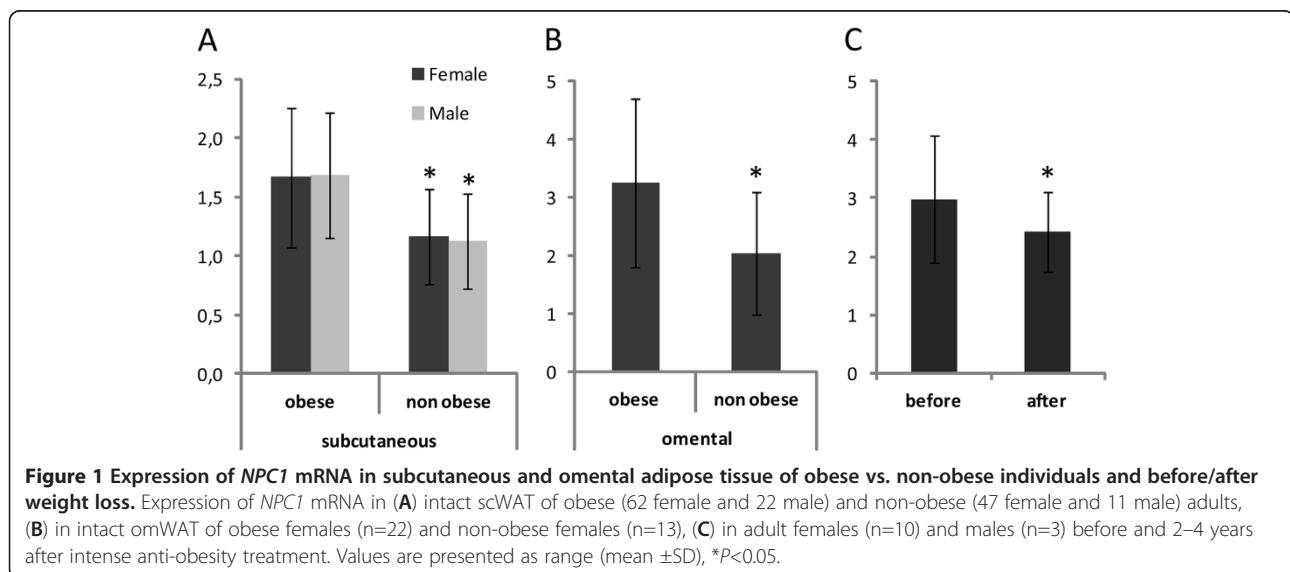 A
B
C
Female
Male
2,5
2,0
1,5
1,0
0,5
0,0
* *
obese non obese
subcutaneous
5
4
3
2
1
0
*
obese non obese
omental
5
4
3
2
1
0
*
before after
Figure 1 Expression of NPC1 mRNA in subcutaneous and omental adipose tissue of obese vs. non-obese individuals and before/after
weight loss. Expression of NPC1 mRNA in (A) intact scWAT of obese (62 female and 22 male) and non-obese (47 female and 11 male) adults,
(B) in intact omWAT of obese females (n=22) and non-obese females (n=13), (C) in adult females (n=10) and males (n=3) before and 2–4 years
after intense anti-obesity treatment. Values are presented as range (mean ±SD), *P<0.05.